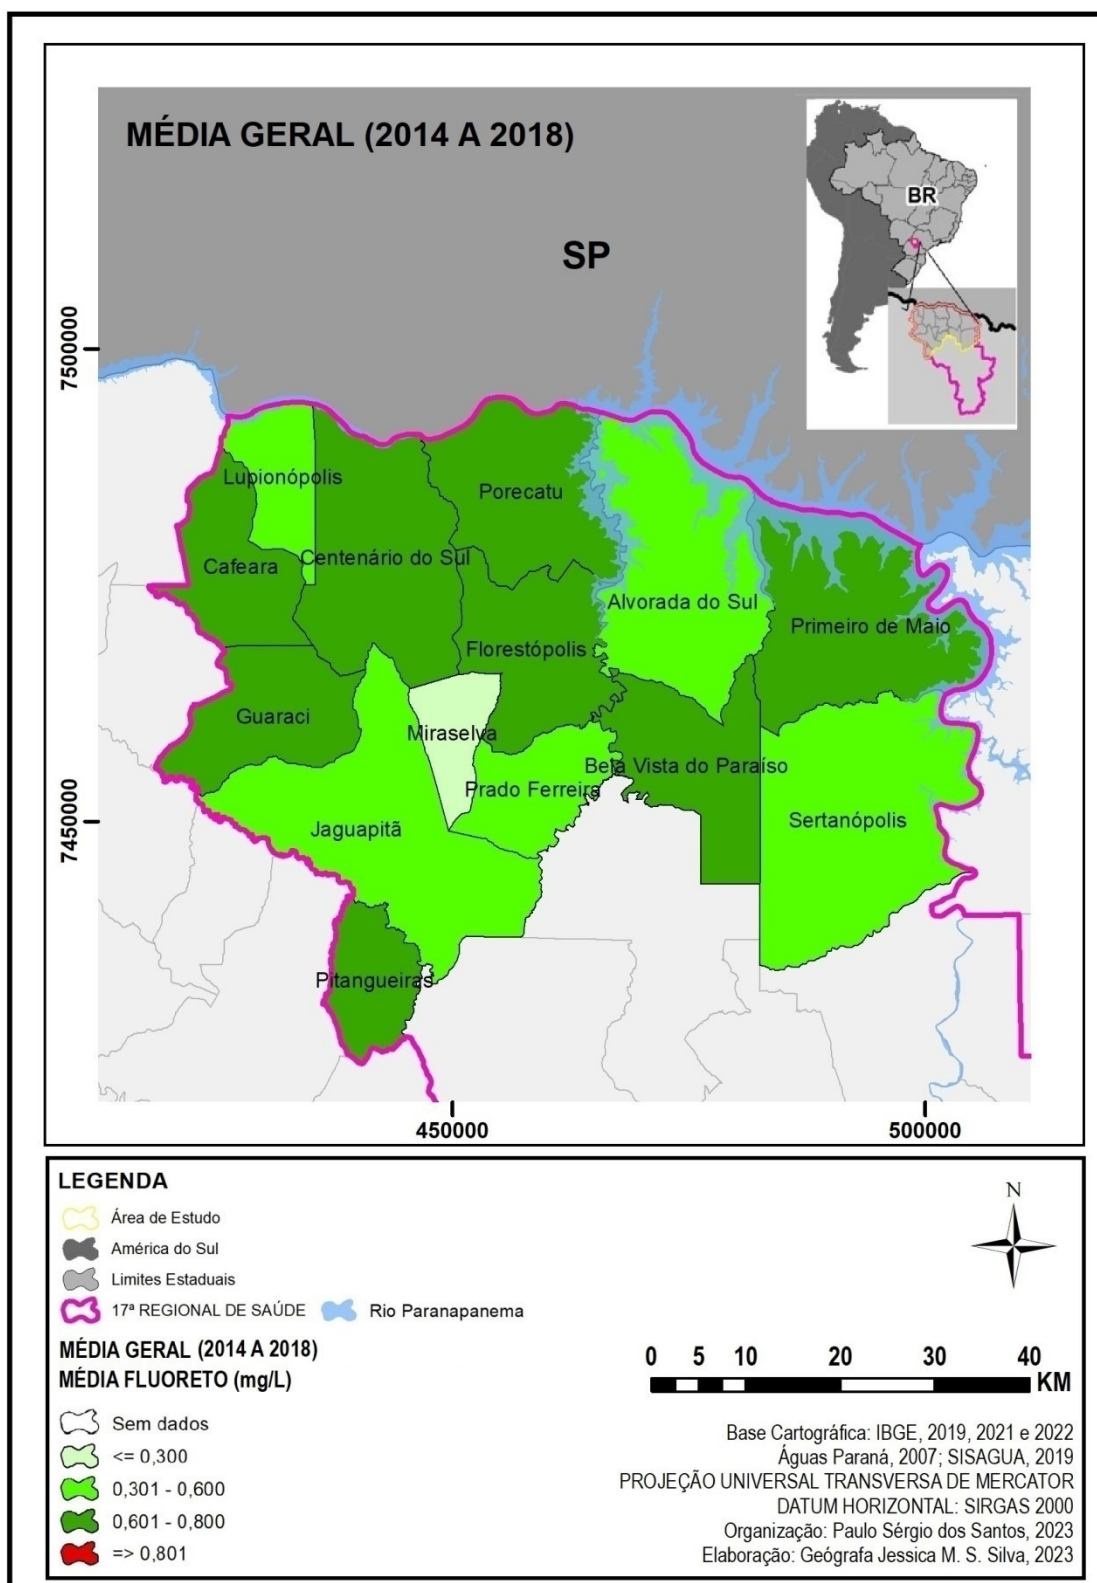 MÉDIA GERAL (2014 A 2018)
BR
SP
7500000
Lupionópolis
Porecatu
Centenário do Sul
Cafeara
Alvorada do Sul
Primeiro de Maio
Florestópolis
Guaraci
Miraselva
Bela Vista do Paraíso
Prado Ferreira
7450000
Jaguapitã
Sertanópolis
Pitangueiras
450000
500000
LEGENDA
Área de Estudo
América do Sul
Limites Estaduais
17ª REGIONAL DE SAÚDE
Rio Paranapanema
N
MÉDIA GERAL (2014 A 2018)
MÉDIA FLUORETO (mg/L)
Sem dados
<= 0,300
0,301 - 0,600
0,601 - 0,800
=> 0,801
0 5 10 20 30 40
KM
Base Cartográfica: IBGE, 2019, 2021 e 2022
Águas Paraná, 2007; SISAGUA, 2019
PROJEÇÃO UNIVERSAL TRANSVERSA DE MERCATOR
DATUM HORIZONTAL: SIRGAS 2000
Organização: Paulo Sérgio dos Santos, 2023
Elaboração: Geógrafa Jessica M. S. Silva, 2023